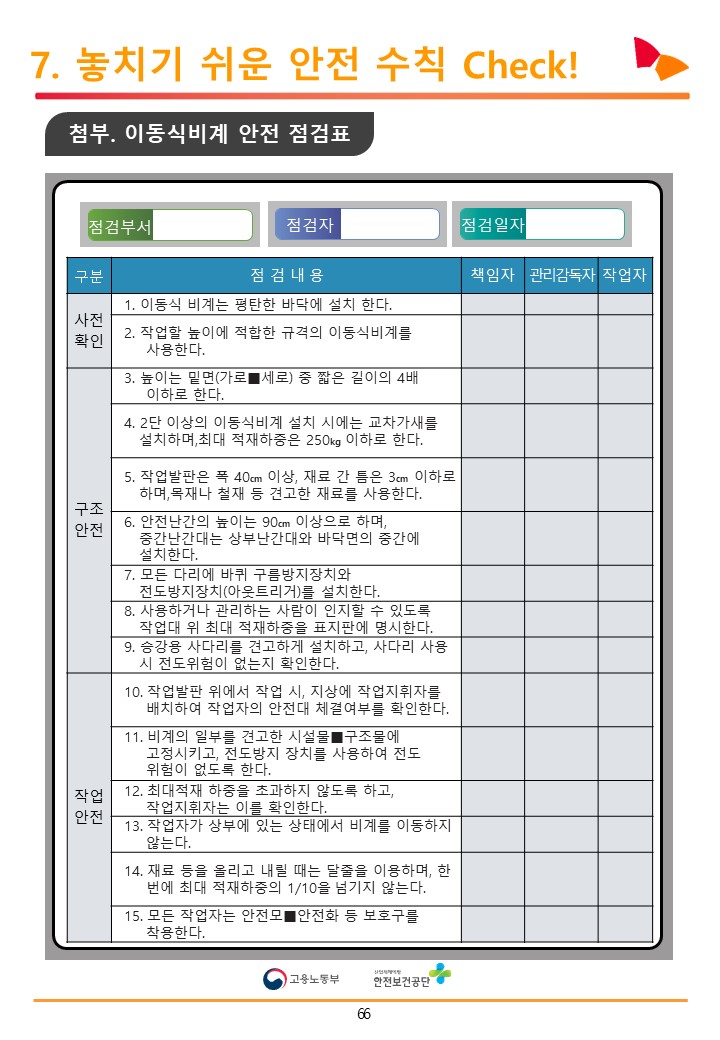 7. 놓치기 쉬운 안전 수칙 Check!
첨부. 이동식비계 안전 점검표
점검부서 점검자 점검일자
구분 점 검 내 용 책임자 관리감독자 작업자
사전
확인
1. 이동식 비계는 평탄한 바닥에 설치 한다.
2. 작업할 높이에 적합한 규격의 이동식비계를
사용한다.
구조
안전
3. 높이는 밑면(가로■세로) 중 짧은 길이의 4배
이하로 한다.
4. 2단 이상의 이동식비계 설치 시에는 교차가새를
설치하며,최대 적재하중은 250㎏ 이하로 한다.
5. 작업발판은 폭 40㎝ 이상, 재료 간 틈은 3㎝ 이하로
하며,목재나 철재 등 견고한 재료를 사용한다.
6. 안전난간의 높이는 90㎝ 이상으로 하며,
중간난간대는 상부난간대와 바닥면의 중간에
설치한다.
7. 모든 다리에 바퀴 구름방지장치와
전도방지장치(아웃트리거)를 설치한다.
8. 사용하거나 관리하는 사람이 인지할 수 있도록
작업대 위 최대 적재하중을 표지판에 명시한다.
9. 승강용 사다리를 견고하게 설치하고, 사다리 사용
시 전도위험이 없는지 확인한다.
작업
안전
10. 작업발판 위에서 작업 시, 지상에 작업지휘자를
배치하여 작업자의 안전대 체결여부를 확인한다.
11. 비계의 일부를 견고한 시설물■구조물에
고정시키고, 전도방지 장치를 사용하여 전도
위험이 없도록 한다.
12. 최대적재 하중을 초과하지 않도록 하고,
작업지휘자는 이를 확인한다.
13. 작업자가 상부에 있는 상태에서 비계를 이동하지
않는다.
14. 재료 등을 올리고 내릴 때는 달줄을 이용하며, 한
번에 최대 적재하중의 1/10을 넘기지 않는다.
15. 모든 작업자는 안전모■안전화 등 보호구를
착용한다.
고용노동부
안전보건공단
66